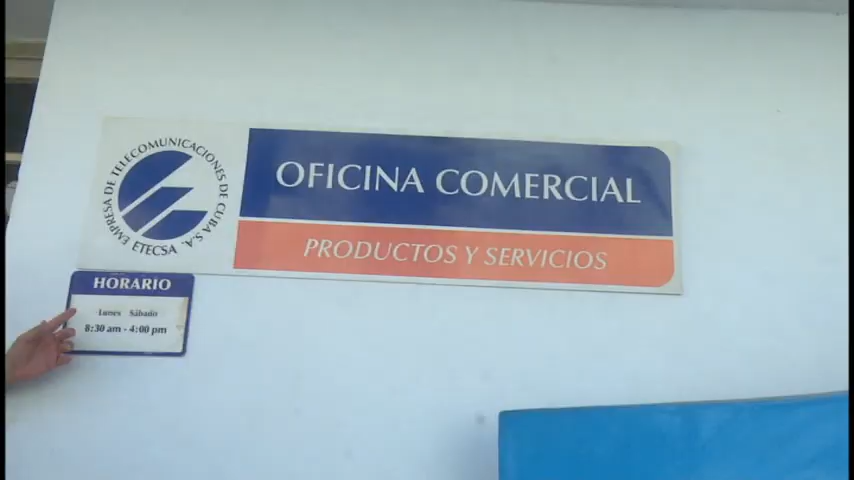 EMPRESA DE TELECOMUNICACIONES DE CUBA S.A.
ETECSA
OFICINA COMERCIAL
PRODUCTOS Y SERVICIOS
HORARIO
Lunes Sábado
8:30 am - 4:00 pm